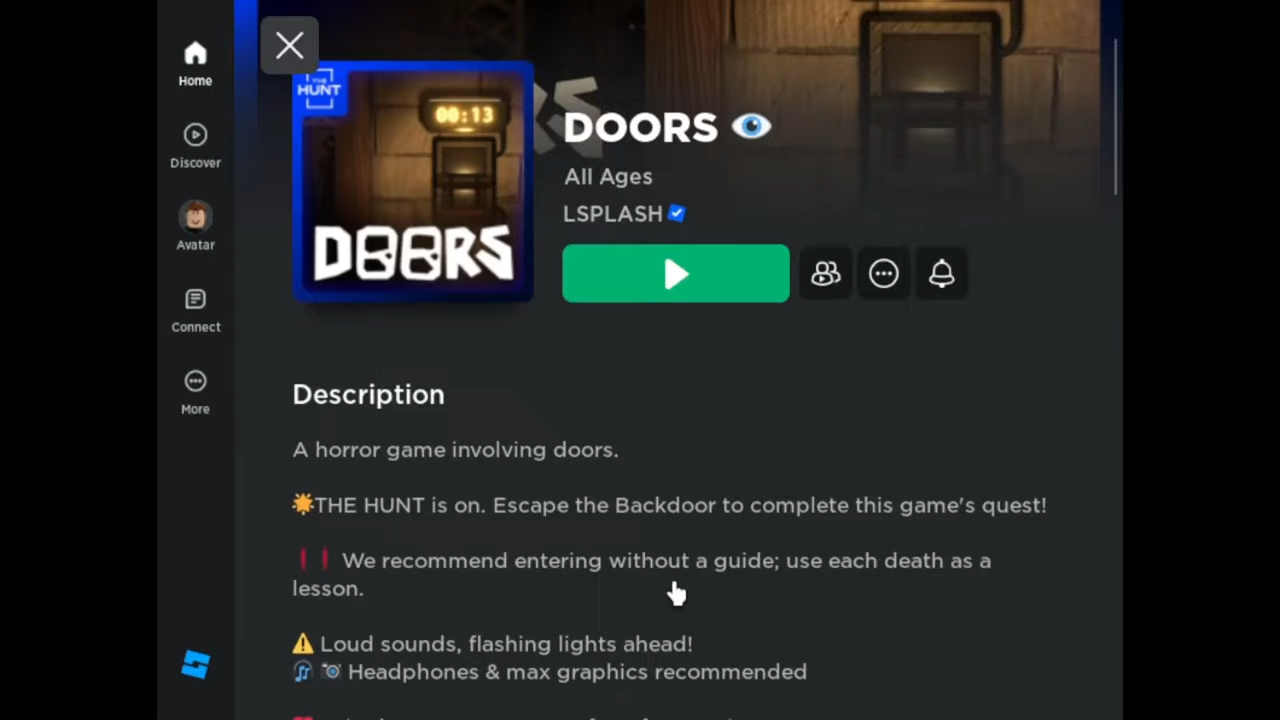 Home
Discover
Avatar
Connect
More
THE
HUNT
00:13
DOORS
DOORS 👁️
All Ages
LSPLASH
Description
A horror game involving doors.
🌟THE HUNT is on. Escape the Backdoor to complete this game's quest!
❗❗ We recommend entering without a guide; use each death as a
lesson.
⚠️ Loud sounds, flashing lights ahead!
🎧 📷 Headphones & max graphics recommended